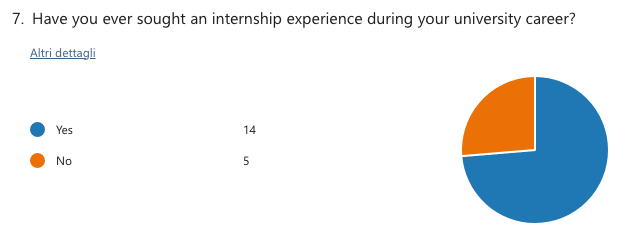 7. Have you ever sought an internship experience during your university career?
Altri dettagli
Yes 14
No 5